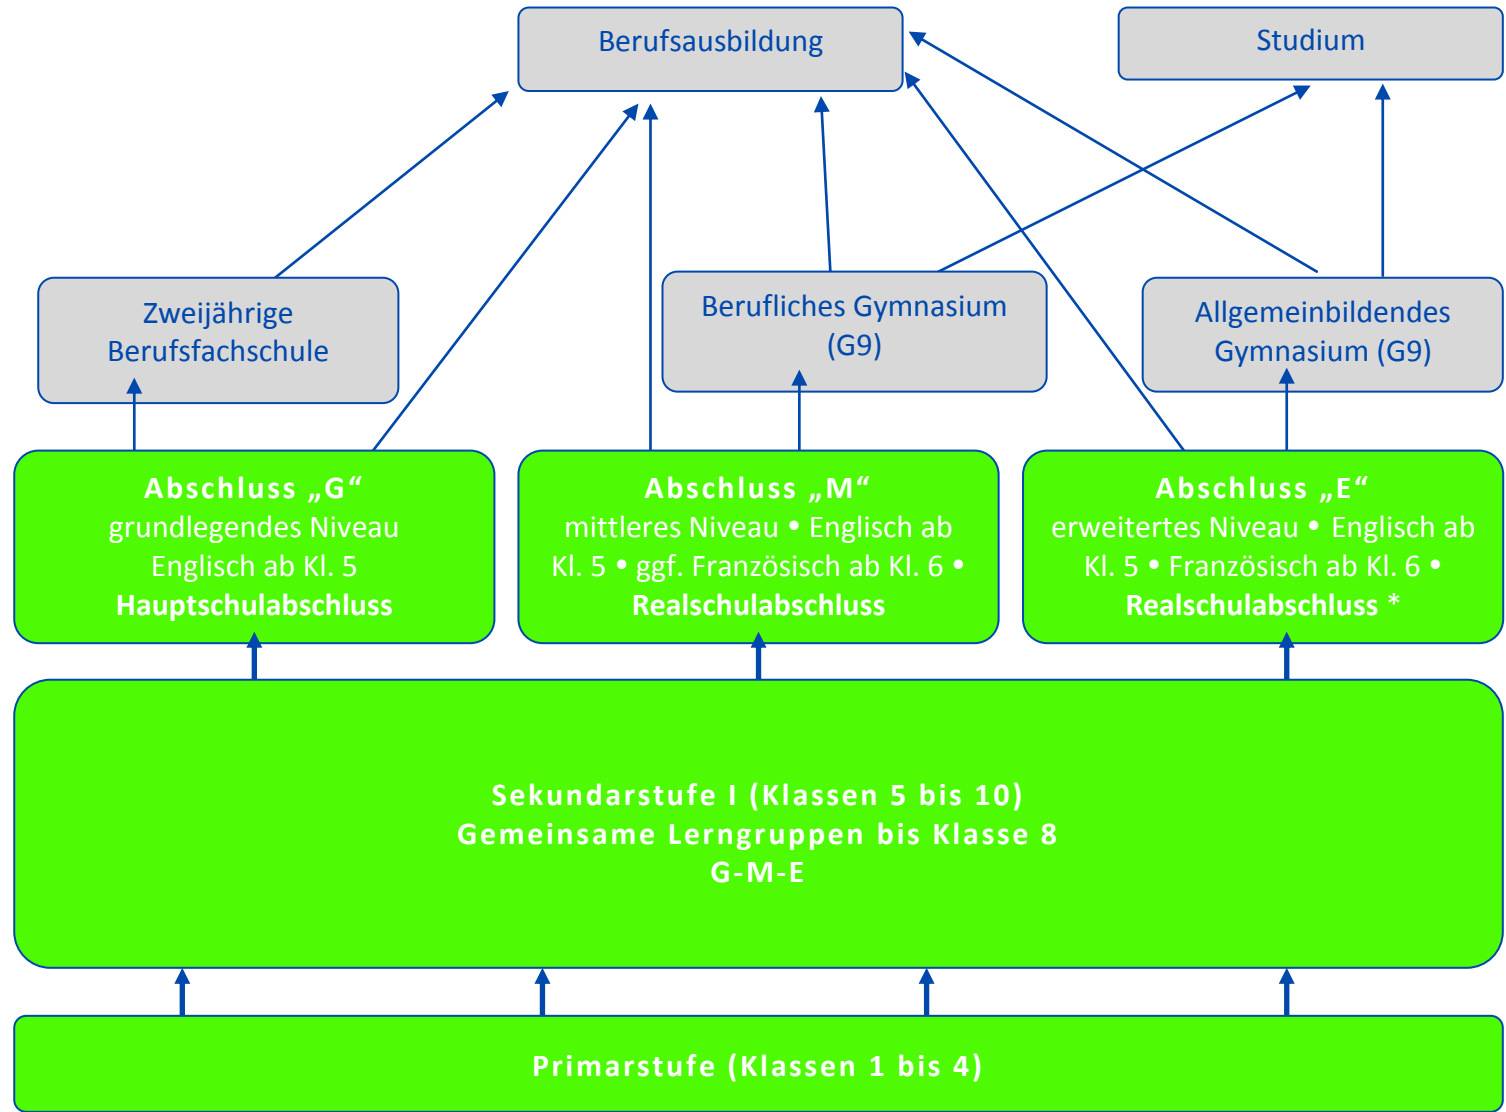 Berufsausbildung
Studium
Zweijährige
Berufsfachschule
Berufliches Gymnasium
(G9)
Allgemeinbildendes
Gymnasium (G9)
Abschluss „G“
grundlegendes Niveau
Englisch ab Kl. 5
Hauptschulabschluss
Abschluss „M“
mittleres Niveau • Englisch ab
Kl. 5 • ggf. Französisch ab Kl. 6 •
Realschulabschluss
Abschluss „E“
erweitertes Niveau • Englisch ab
Kl. 5 • Französisch ab Kl. 6 •
Realschulabschluss *
Sekundarstufe I (Klassen 5 bis 10)
Gemeinsame Lerngruppen bis Klasse 8
G-M-E
Primarstufe (Klassen 1 bis 4)